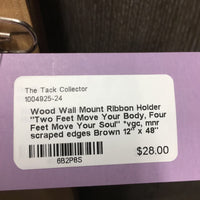 The Tack Collector
1004925-24
Wood Wall Mount Ribbon Holder
"Two Feet Move Your Body, Four
Feet Move Your Soul" *vgc, mnr
scraped edges Brown 12" x 48"
6B2P8S
$28.00